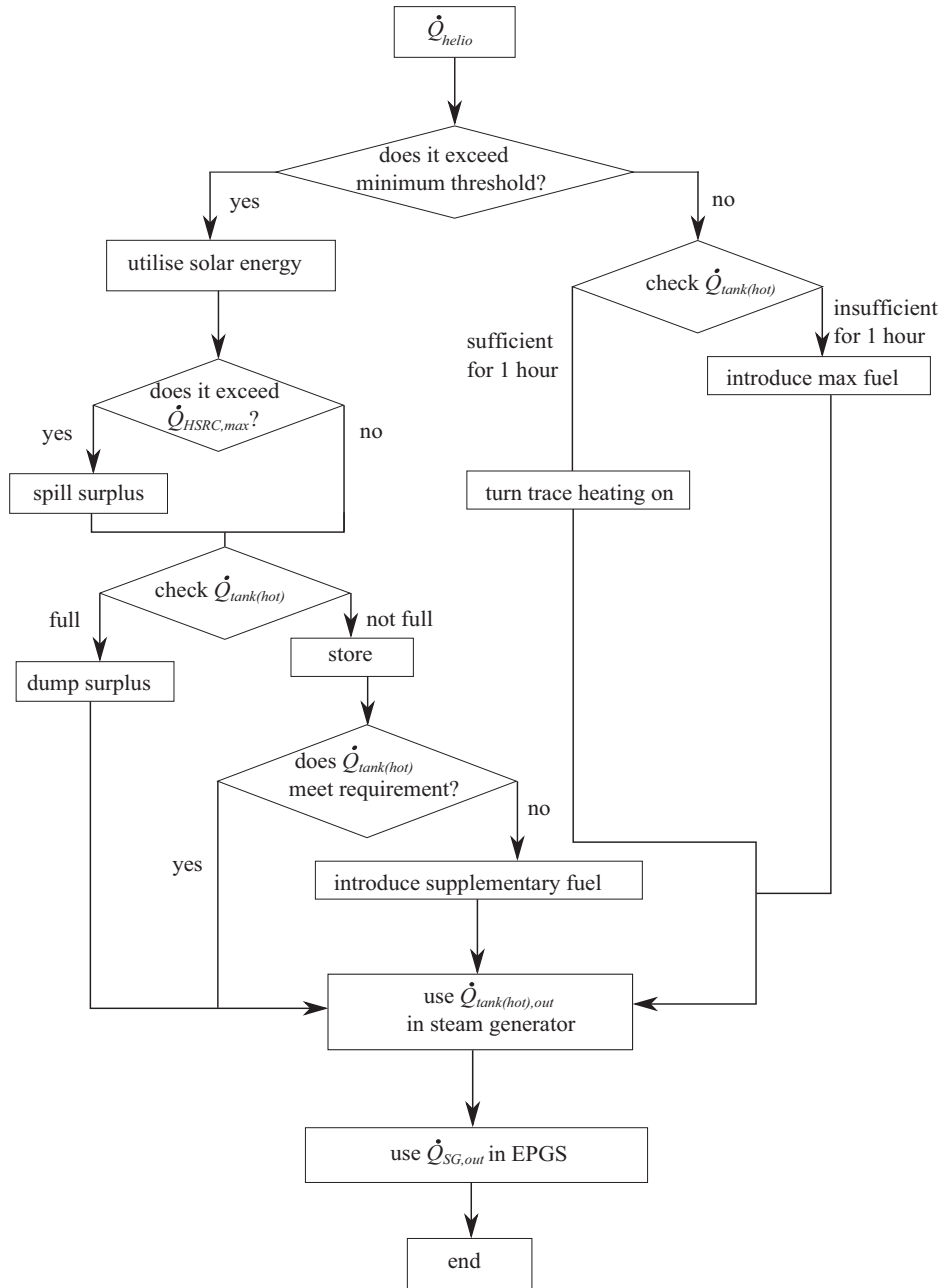 Q̇helio
does it exceed
minimum threshold?
yes
no
utilise solar energy
check Q̇tank(hot)
sufficient
for 1 hour
insufficient
for 1 hour
does it exceed
Q̇HSRC,max?
introduce max fuel
yes
no
spill surplus
turn trace heating on
check Q̇tank(hot)
full
not full
dump surplus
store
does Q̇tank(hot)
meet requirement?
yes
no
introduce supplementary fuel
use Q̇tank(hot),out
in steam generator
use Q̇SG,out in EPGS
end